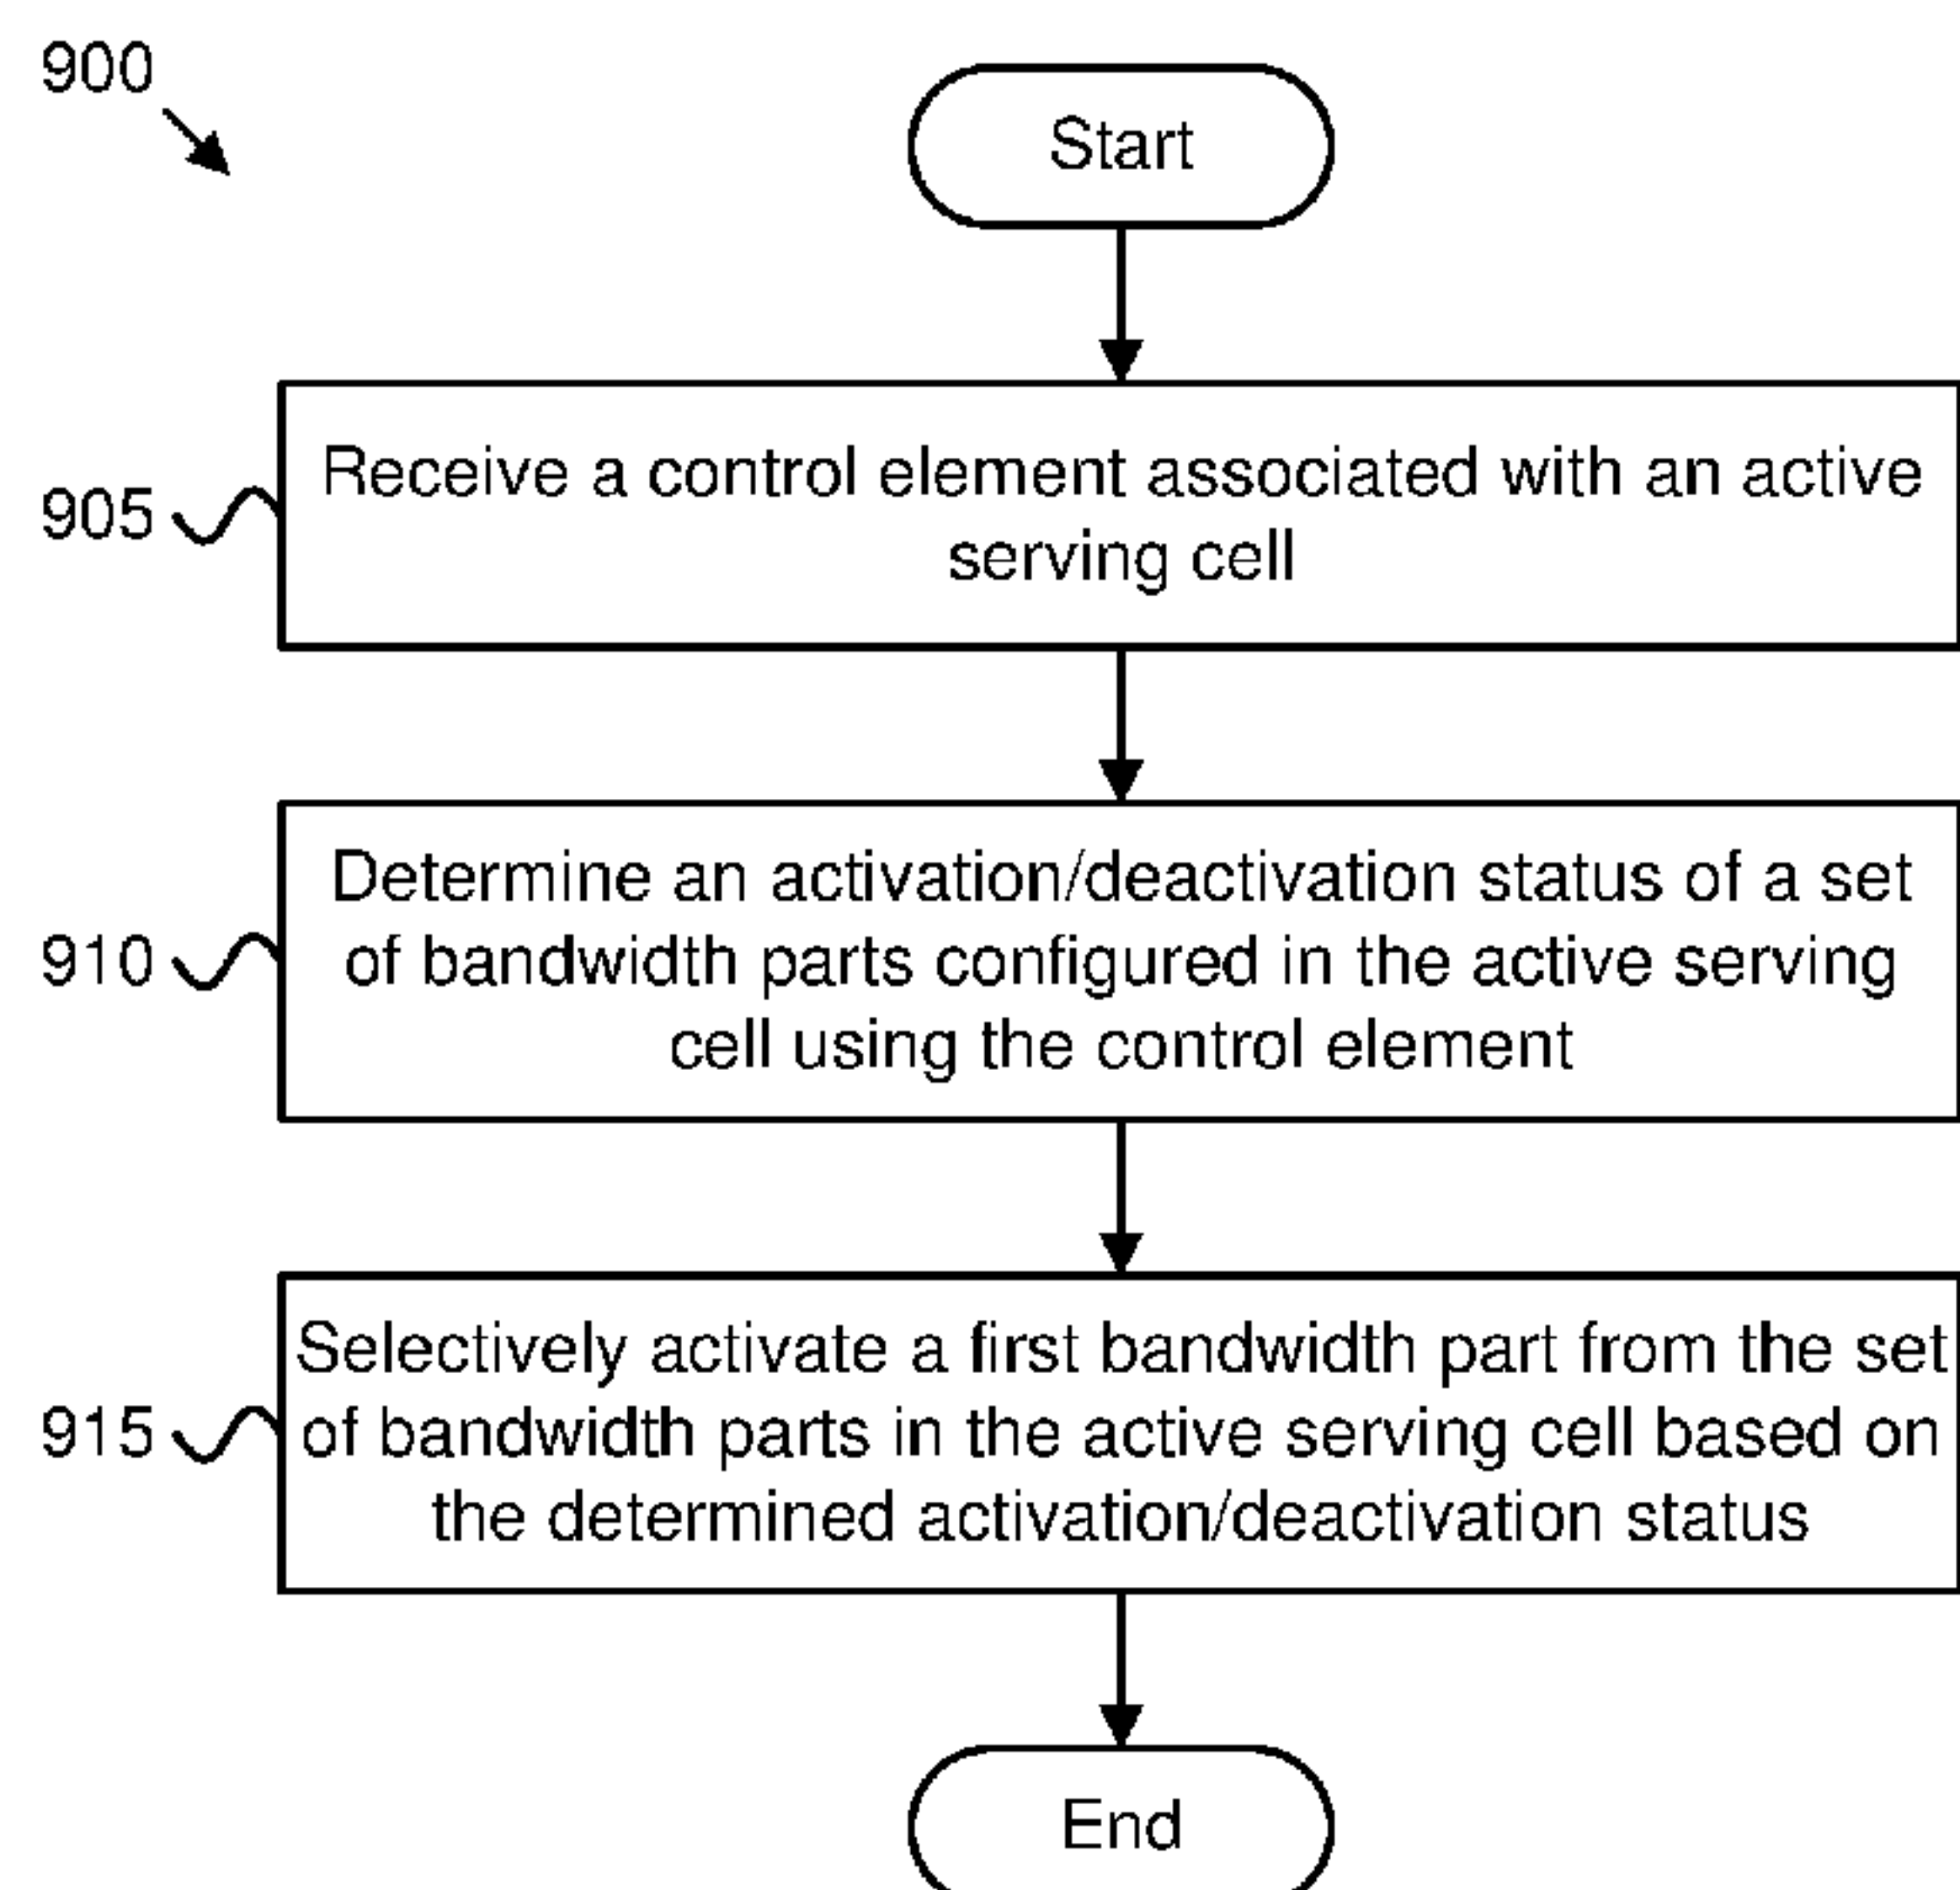 900
Start
905
Receive a control element associated with an active
serving cell
910
Determine an activation/deactivation status of a set
of bandwidth parts configured in the active serving
cell using the control element
915
Selectively activate a first bandwidth part from the set
of bandwidth parts in the active serving cell based on
the determined activation/deactivation status
End